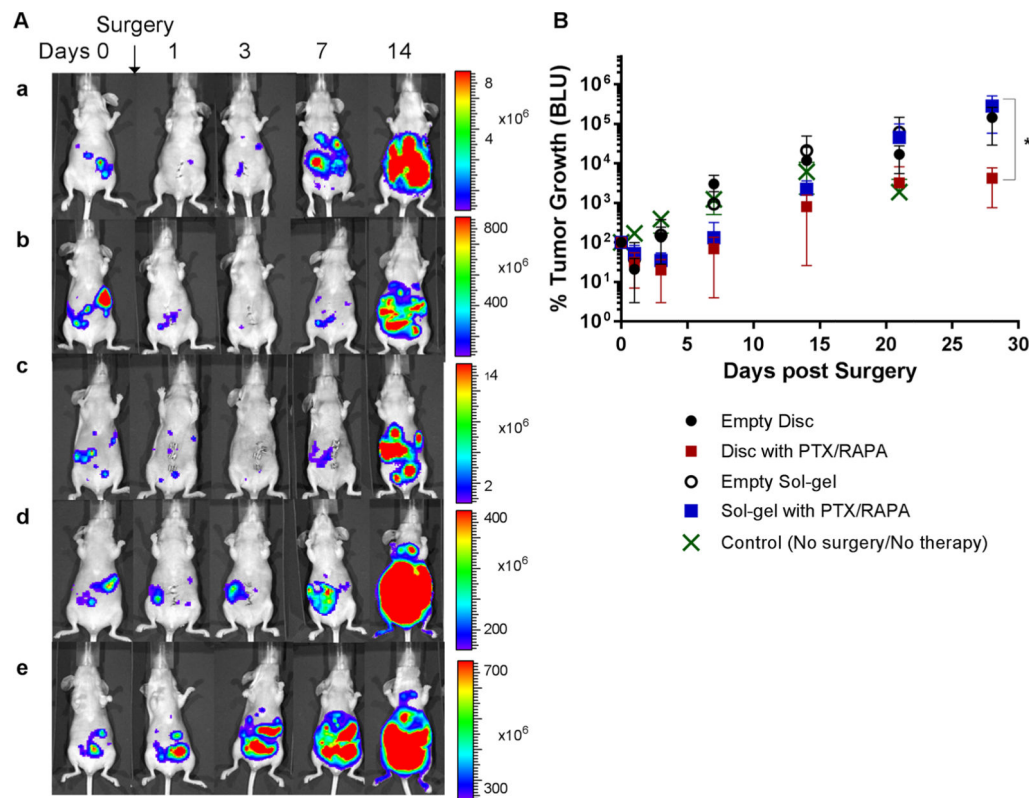 A
Surgery
Days 0 1 3 7 14
a
8
x10⁶
4
b
800
x10⁶
400
c
14
x10⁶
2
d
400
x10⁶
200
e
700
x10⁶
300
B
% Tumor Growth (BLU)
10⁶
10⁵
10⁴
10³
10²
10¹
10⁰
*
0 5 10 15 20 25 30
Days post Surgery
Empty Disc
Disc with PTX/RAPA
Empty Sol-gel
Sol-gel with PTX/RAPA
Control (No surgery/No therapy)